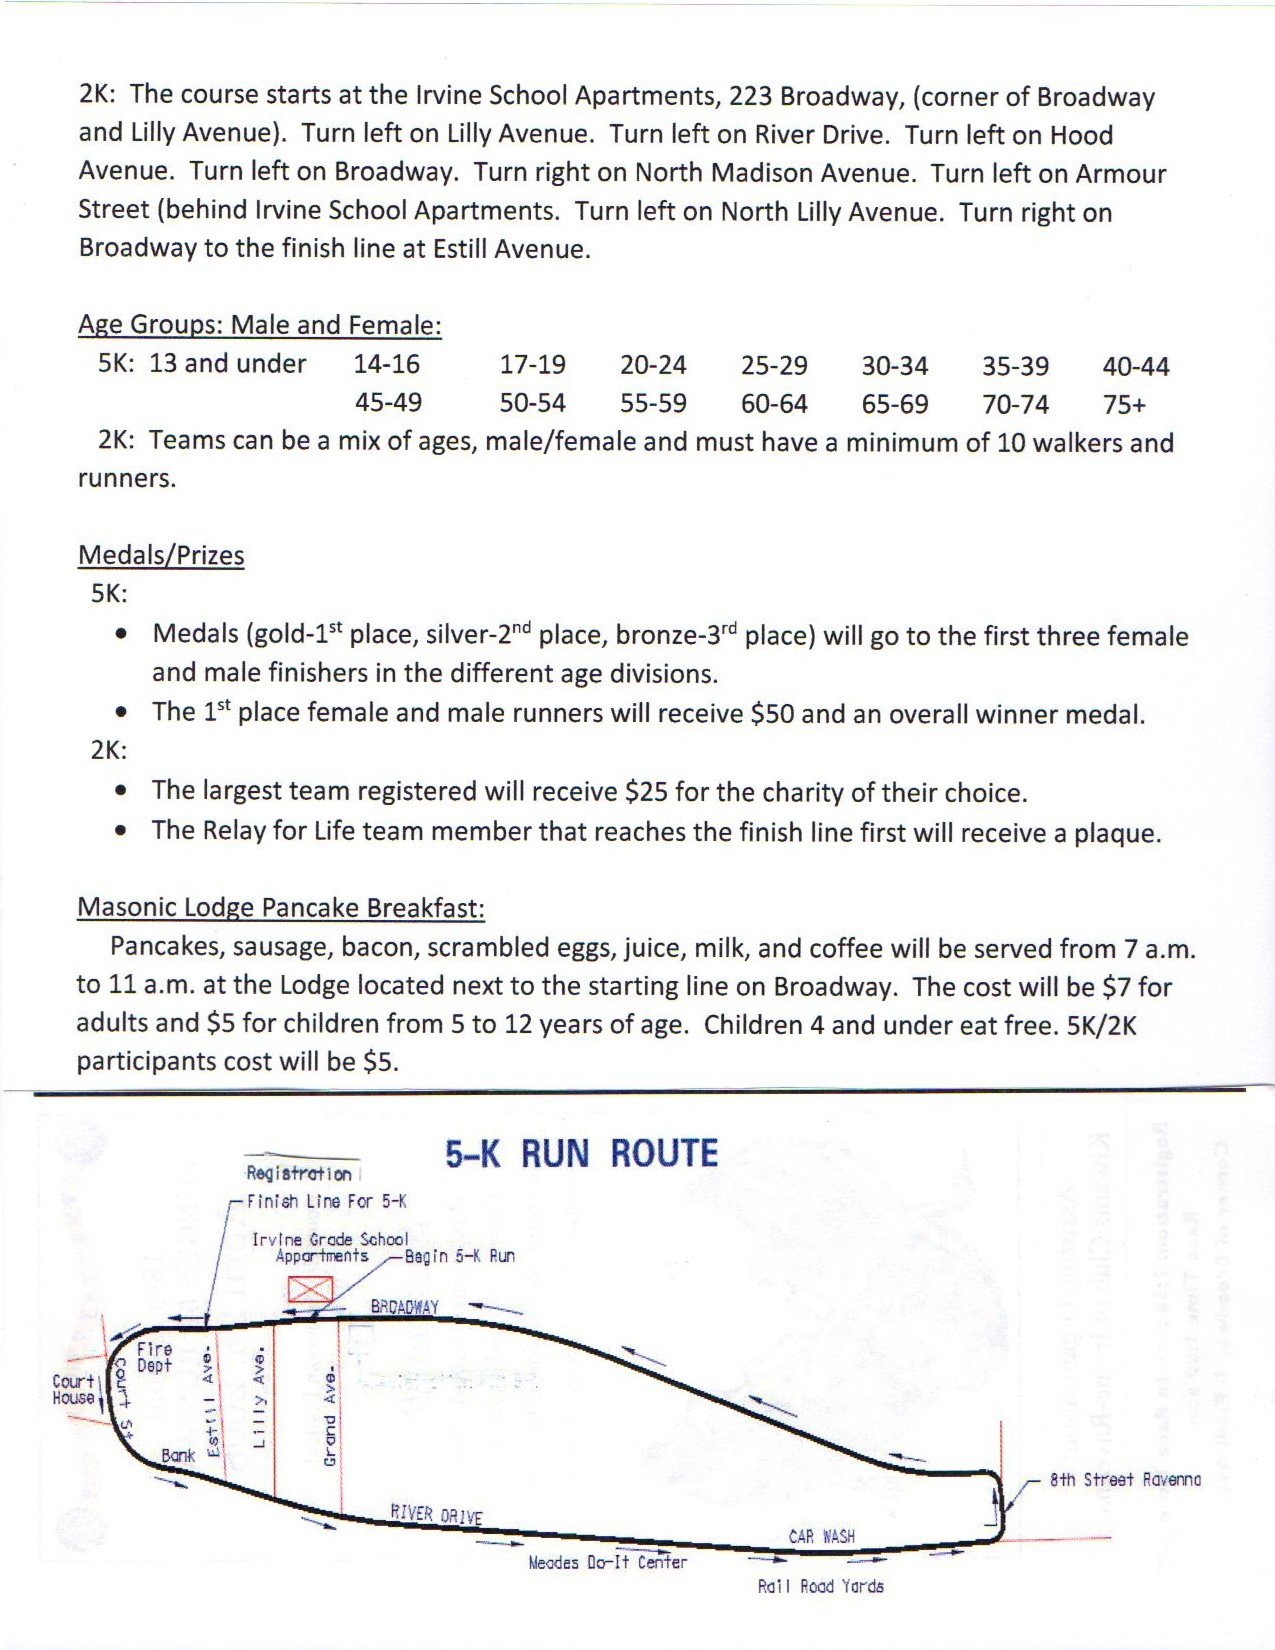 2K: The course starts at the Irvine School Apartments, 223 Broadway, (corner of Broadway
and Lilly Avenue). Turn left on Lilly Avenue. Turn left on River Drive. Turn left on Hood
Avenue. Turn left on Broadway. Turn right on North Madison Avenue. Turn left on Armour
Street (behind Irvine School Apartments. Turn left on North Lilly Avenue. Turn right on
Broadway to the finish line at Estill Avenue.
Age Groups: Male and Female:
5K: 13 and under 14-16 17-19 20-24 25-29 30-34 35-39 40-44
45-49 50-54 55-59 60-64 65-69 70-74 75+
2K: Teams can be a mix of ages, male/female and must have a minimum of 10 walkers and
runners.
Medals/Prizes
5K:
• Medals (gold-1st place, silver-2nd place, bronze-3rd place) will go to the first three female
and male finishers in the different age divisions.
• The 1st place female and male runners will receive $50 and an overall winner medal.
2K:
• The largest team registered will receive $25 for the charity of their choice.
• The Relay for Life team member that reaches the finish line first will receive a plaque.
Masonic Lodge Pancake Breakfast:
Pancakes, sausage, bacon, scrambled eggs, juice, milk, and coffee will be served from 7 a.m.
to 11 a.m. at the Lodge located next to the starting line on Broadway. The cost will be $7 for
adults and $5 for children from 5 to 12 years of age. Children 4 and under eat free. 5K/2K
participants cost will be $5.
5-K RUN ROUTE
Registration
Finish Line For 5-K
Irvine Grade School
Appartments
Begin 5-K Run
BROADWAY
Fire
Dept
Court
House
Court St
Bank
Estill Ave.
Lilly Ave.
Grand Ave.
8th Street Ravenna
RIVER DRIVE
CAR WASH
Meades Do-It Center
Rail Road Yards